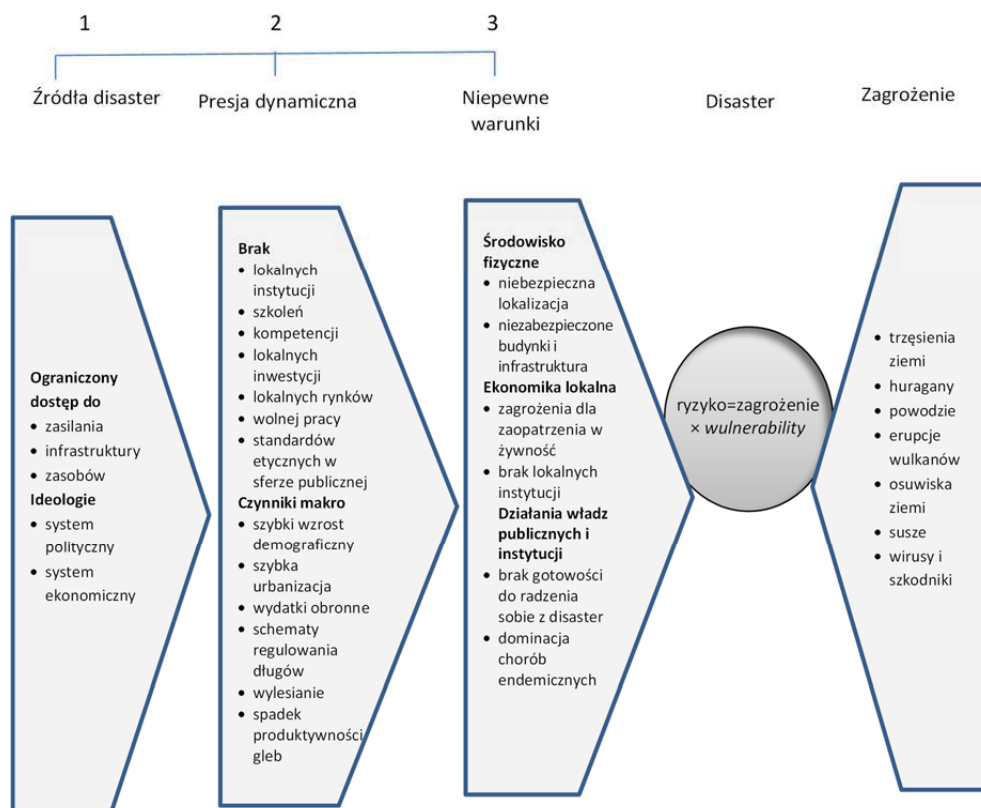 1
2
3
Źródła disaster
Presja dynamiczna
Niepewne
warunki
Disaster
Zagrożenie
Ograniczony
dostęp do
• zasilania
• infrastruktury
• zasobów
Ideologie
• system
polityczny
• system
ekonomiczny
Brak
• lokalnych
instytucji
• szkoleń
• kompetencji
• lokalnych
inwestycji
• lokalnych rynków
• wolnej pracy
• standardów
etycznych w
sferze publicznej
Czynniki makro
• szybki wzrost
demograficzny
• szybka
urbanizacja
• wydatki obronne
• schematy
regulowania
długów
• wylesianie
• spadek
produktywności
gleb
Środowisko
fizyczne
• niebezpieczna
lokalizacja
• niezabezpieczone
budynki i
infrastruktura
Ekonomika lokalna
• zagrożenia dla
zaopatrzenia w
żywność
• brak lokalnych
instytucji
Działania władz
publicznych i
instytucji
• brak gotowości
do radzenia
sobie z disaster
• dominacja
chorób
endemicznych
ryzyko=zagrożenie
× wulnerability
• trzęsienia
ziemi
• huragany
• powodzie
• erupcje
wulkanów
• osuwiska
ziemi
• susze
• wirusy i
szkodniki